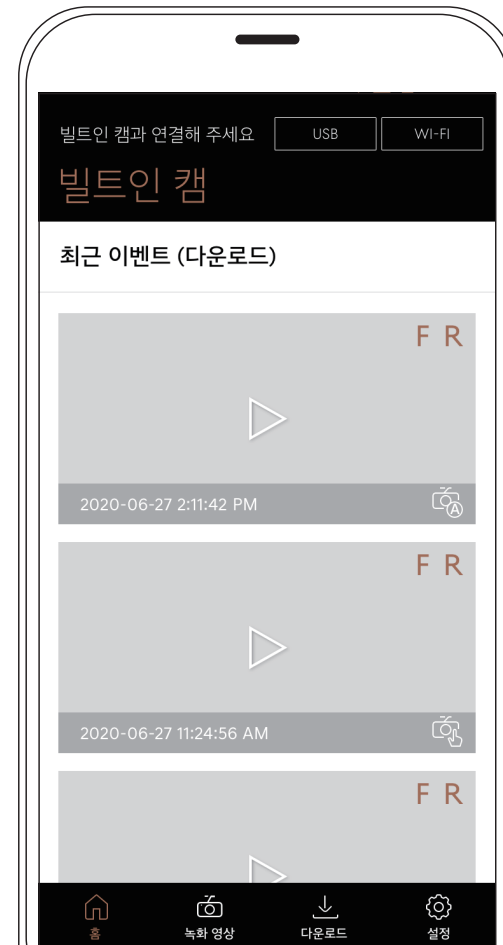 빌트인 캠과 연결해 주세요 USB WI-FI
빌트인 캠
최근 이벤트 (다운로드)
F R
2020-06-27 2:11:42 PM
A
F R
2020-06-27 11:24:56 AM
F R
홈 녹화 영상 다운로드 설정